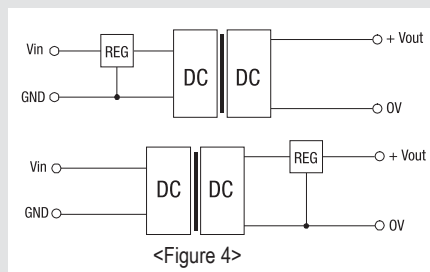 Vin REG DC DC + Vout
GND 0V
Vin DC DC REG + Vout
GND 0V
<Figure 4>